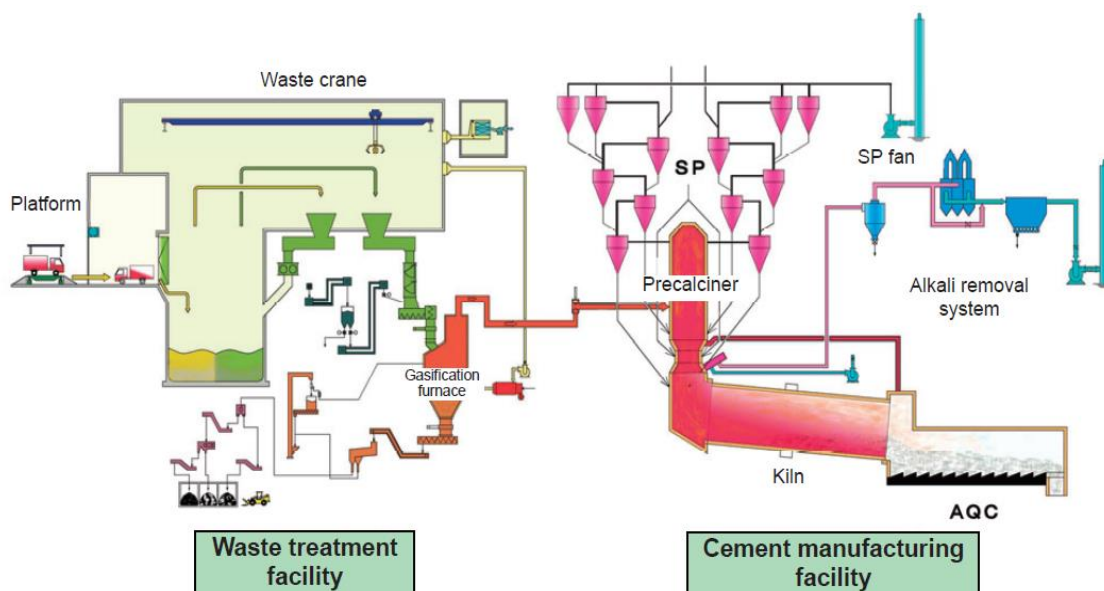 Waste crane
Platform
Gasification
furnace
Waste treatment
facility
SP
SP fan
Precalciner
Alkali removal
system
Kiln
AQC
Cement manufacturing
facility